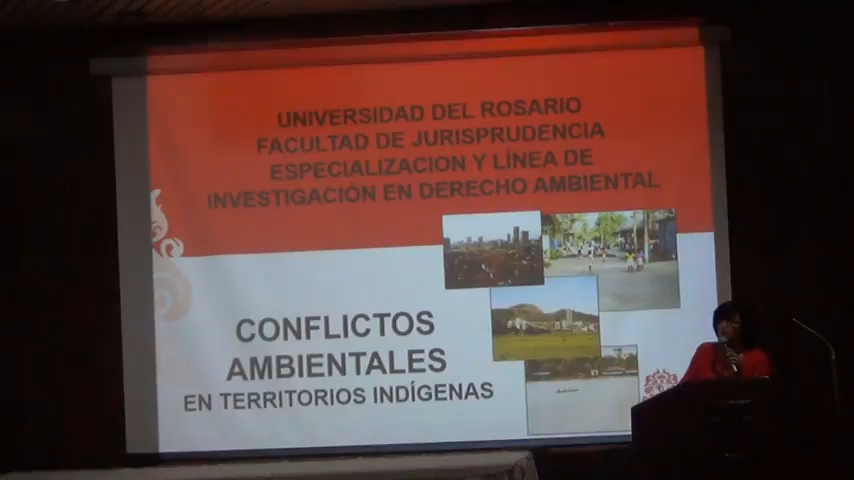 UNIVERSIDAD DEL ROSARIO
FACULTAD DE JURISPRUDENCIA
ESPECIALIZACION Y LÍNEA DE
INVESTIGACIÓN EN DERECHO AMBIENTAL
CONFLICTOS
AMBIENTALES
EN TERRITORIOS INDÍGENAS